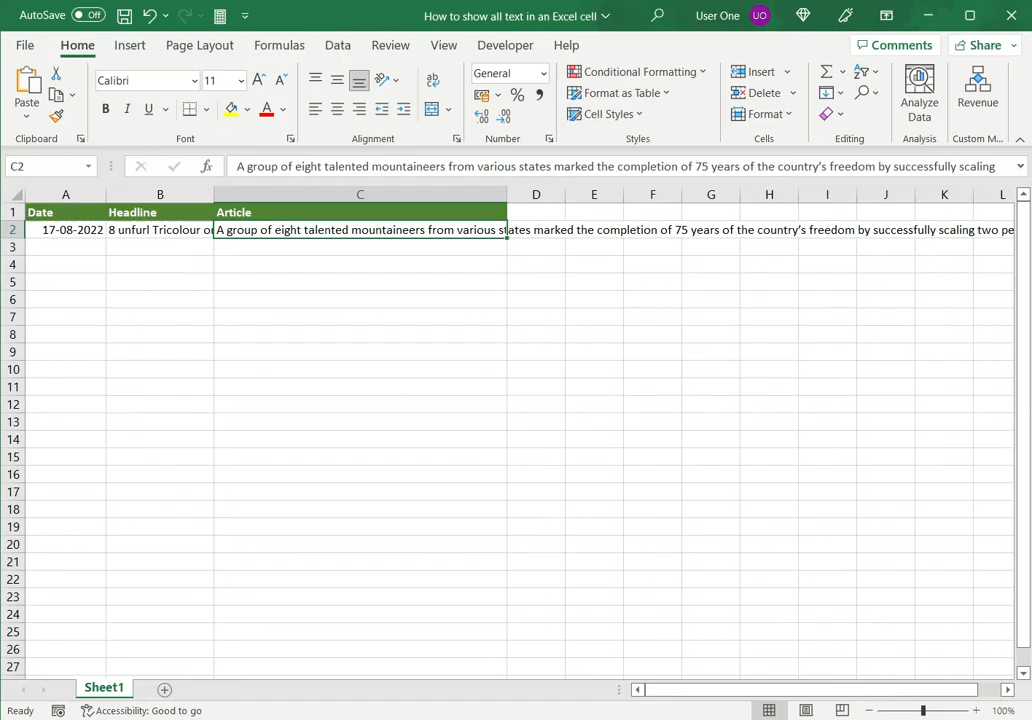 AutoSave Off How to show all text in an Excel cell User One UO
File Home Insert Page Layout Formulas Data Review View Developer Help Comments Share
Paste Calibri 11 A A ab General Conditional Formatting Insert Σ Analyze Data Revenue
B I U A % , Format as Table Delete
.00 .00 Cell Styles Format
Clipboard Font Alignment Number Styles Cells Editing Analysis Custom M...
C2 fx A group of eight talented mountaineers from various states marked the completion of 75 years of the country's freedom by successfully scaling
A B C D E F G H I J K L
1 Date Headline Article
2 17-08-2022 8 unfurl Tricolour or A group of eight talented mountaineers from various states marked the completion of 75 years of the country's freedom by successfully scaling two pe
3
4
5
6
7
8
9
10
11
12
13
14
15
16
17
18
19
20
21
22
23
24
25
26
27
Sheet1
Ready Accessibility: Good to go 100%